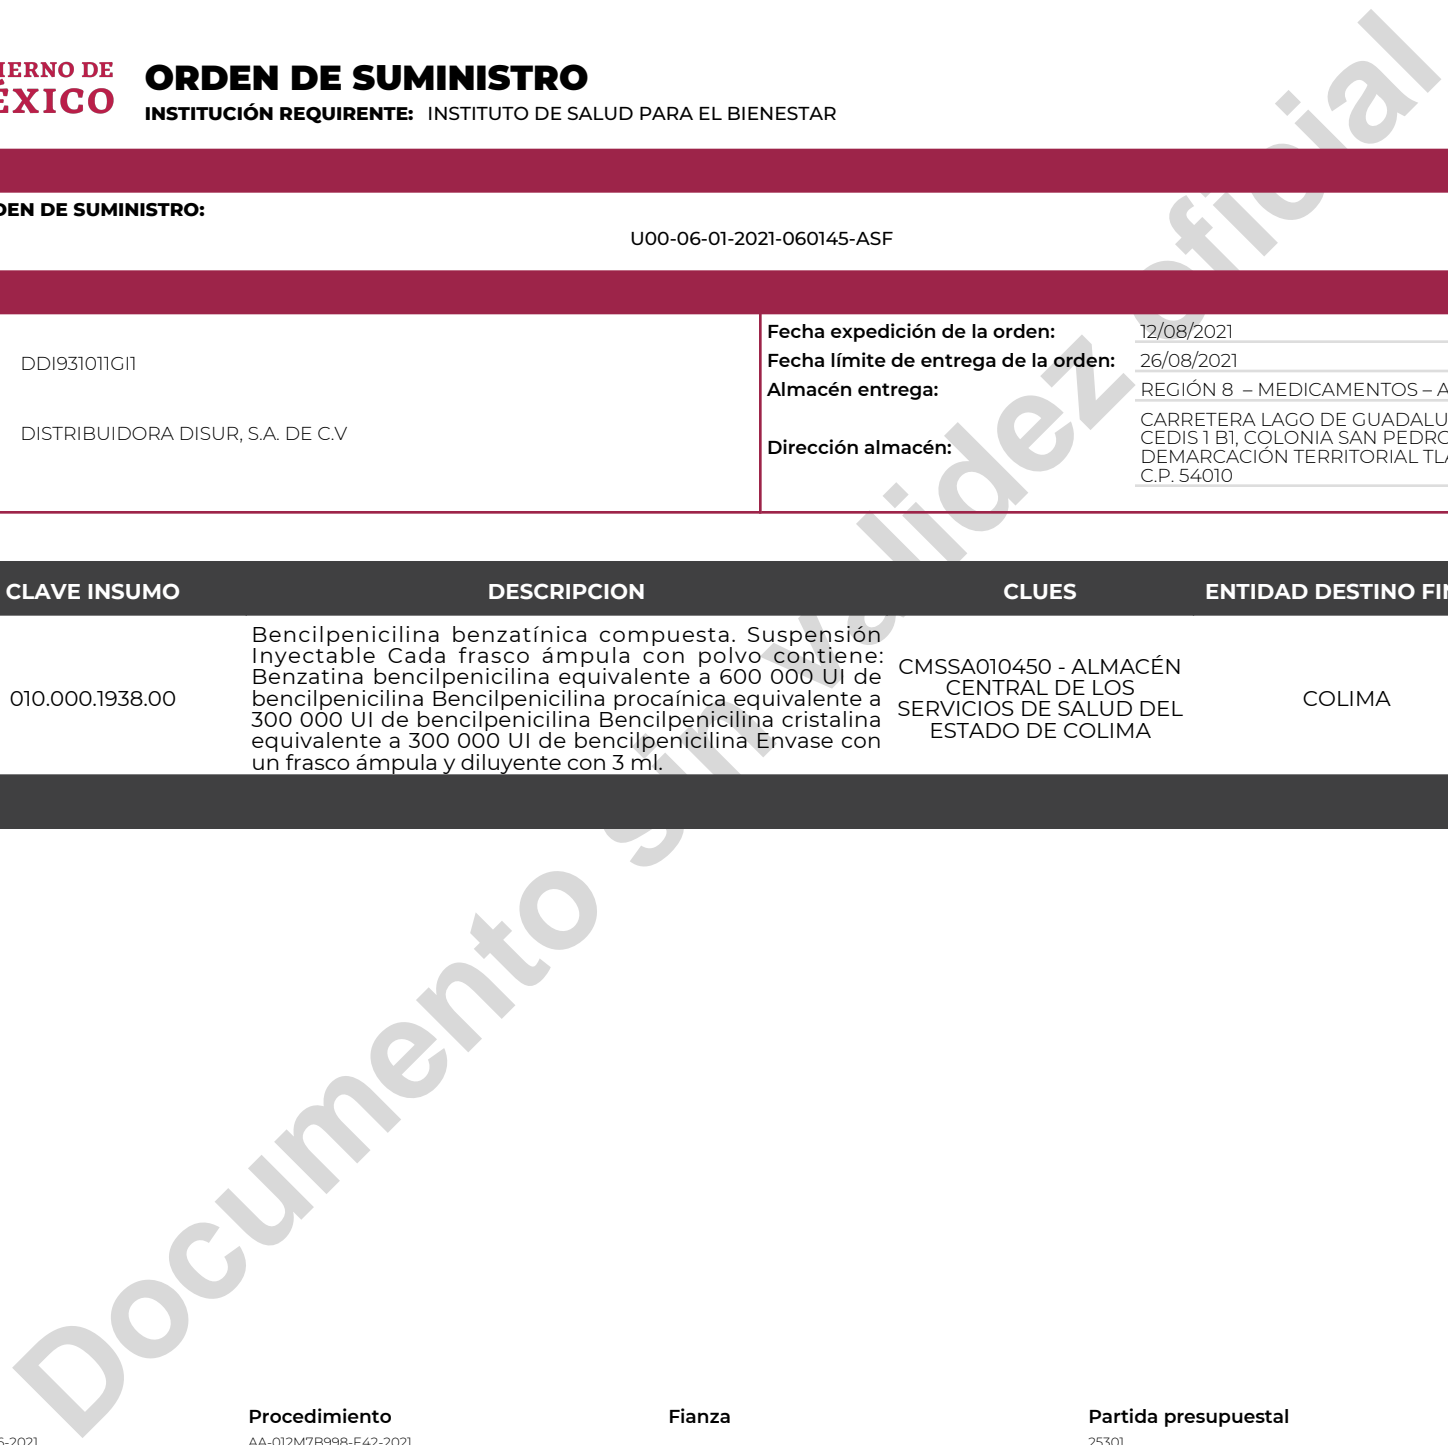 ORDEN DE SUMINISTRO
INSTITUCIÓN REQUIRENTE: INSTITUTO DE SALUD PARA EL BIENESTAR
DE SUMINISTRO:
U00-06-01-2021-060145-ASF
DDI931011GI1
DISTRIBUIDORA DISUR, S.A. DE C.V
Fecha expedición de la orden: 12/08/2021
Fecha límite de entrega de la orden: 26/08/2021
Almacén entrega: REGIÓN 8 – MEDICAMENTOS –
Dirección almacén:
CARRETERA LAGO DE
CEDIS 1 B1, COLONIA SAN PEDRO
DEMARCACIÓN TERRITORIAL
C.P. 54010
CLAVE INSUMO DESCRIPCION CLUES ENTIDAD DESTINO
010.000.1938.00
Bencilpenicilina benzatínica compuesta. Suspensión
Inyectable Cada frasco ámpula con polvo contiene:
Benzatina bencilpenicilina equivalente a 600 000 UI de
bencilpenicilina Bencilpenicilina procaínica equivalente a
300 000 UI de bencilpenicilina Bencilpenicilina cristalina
equivalente a 300 000 UI de bencilpenicilina Envase con
un frasco ámpula y diluyente con 3 ml.
CMSSA010450 - ALMACÉN
CENTRAL DE LOS
SERVICIOS DE SALUD DEL
ESTADO DE COLIMA
COLIMA
Documento sin validez oficial
Procedimiento Fianza Partida presupuestal
AA-012M7B998-E42-2021 25301